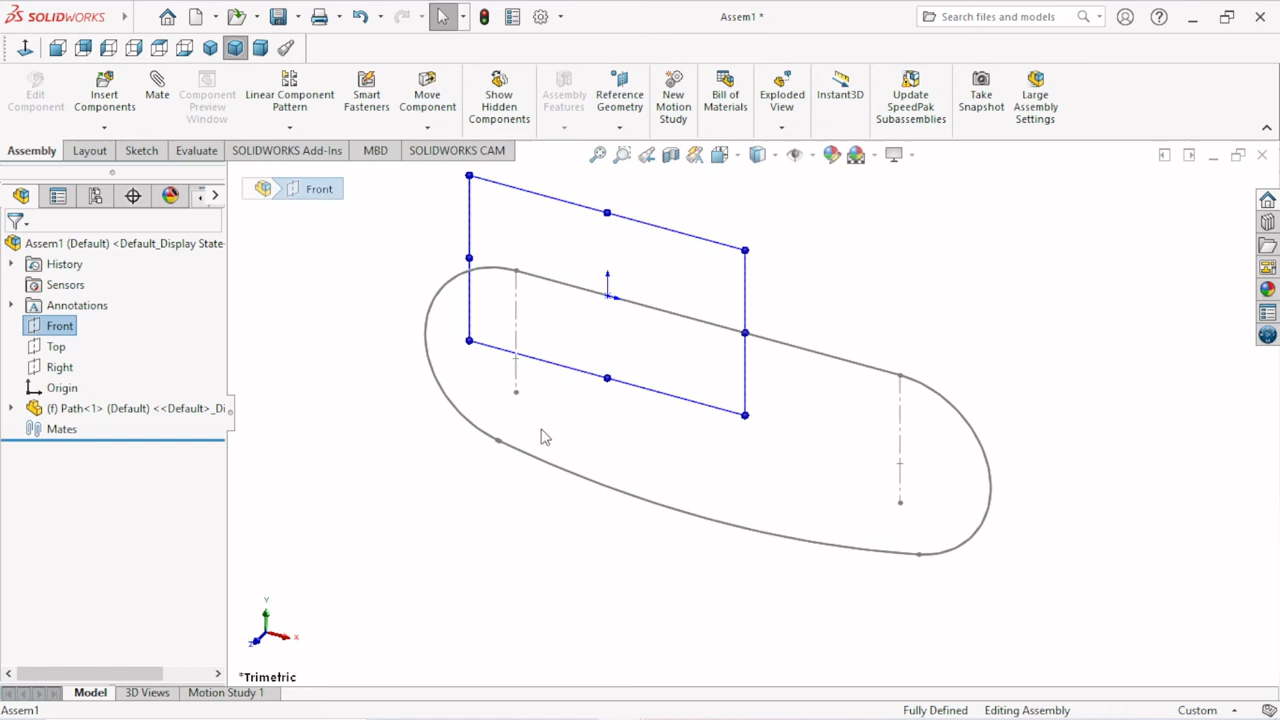 SOLIDWORKS
Assem1 *
Search files and models
Edit Component
Insert Components
Mate
Component Preview Window
Linear Component Pattern
Smart Fasteners
Move Component
Show Hidden Components
Assembly Features
Reference Geometry
New Motion Study
Bill of Materials
Exploded View
Instant3D
Update SpeedPak Subassemblies
Take Snapshot
Large Assembly Settings
Assembly
Layout
Sketch
Evaluate
SOLIDWORKS Add-Ins
MBD
SOLIDWORKS CAM
Front
Assem1 (Default) <Default_Display State
History
Sensors
Annotations
Front
Top
Right
Origin
(f) Path<1> (Default) <<Default>_Di
Mates
Y
X
Z
*Trimetric
Model
3D Views
Motion Study 1
Assem1
Fully Defined
Editing Assembly
Custom